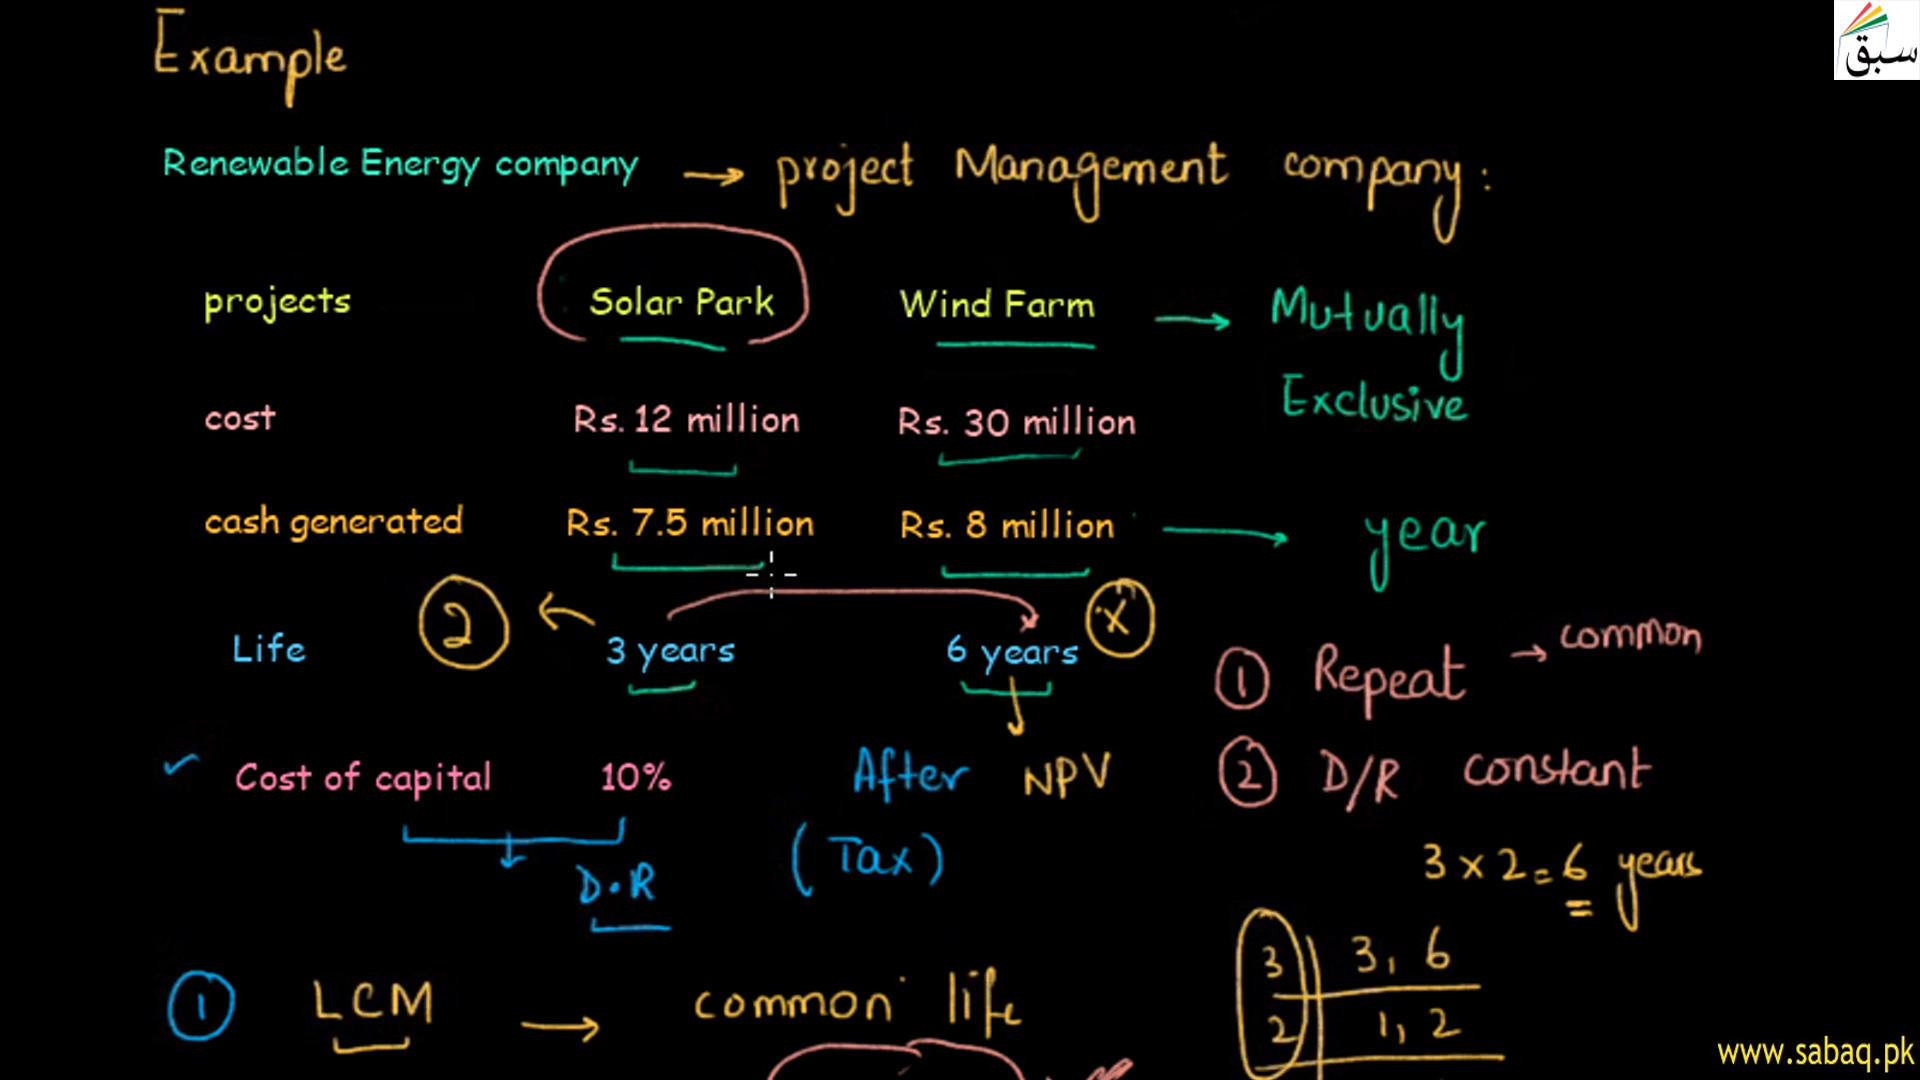 سبق
Example
Renewable Energy company → project Management company:
projects Solar Park Wind Farm → Mutually
Exclusive
cost Rs. 12 million Rs. 30 million
cash generated Rs. 7.5 million Rs. 8 million → year
Life 2 ← 3 years 6 years X
1 Repeat → common
✓ Cost of capital 10% After NPV
(Tax)
2 D/R constant
D.R
3 x 2 = 6 years
3 3, 6
2 1, 2
1 LCM → common life
www.sabaq.pk